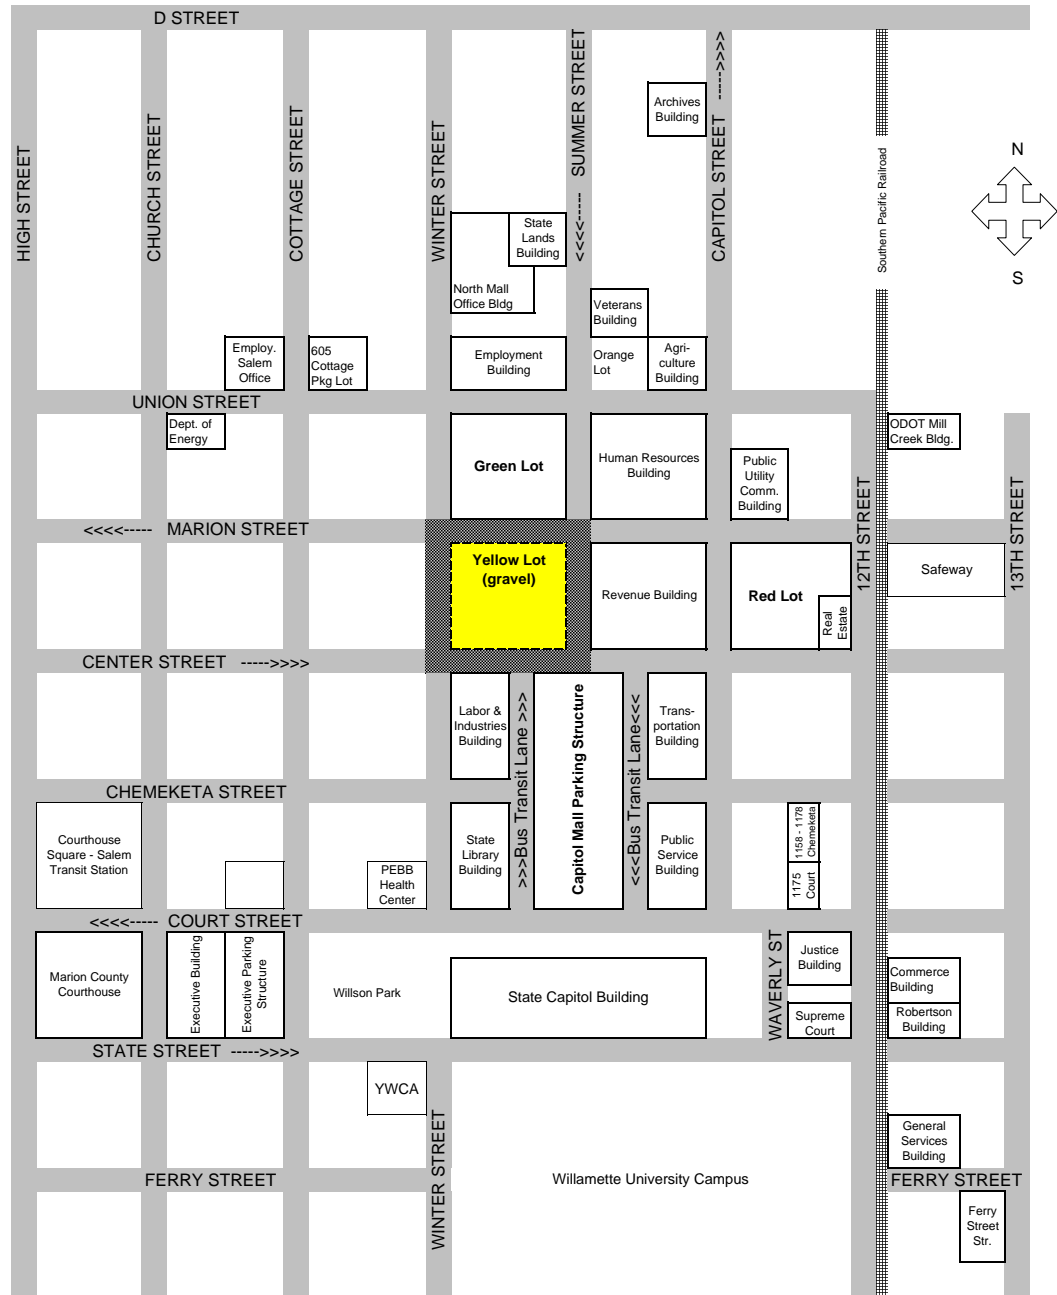 D STREET
HIGH STREET
CHURCH STREET
COTTAGE STREET
WINTER STREET
<<<<----- SUMMER STREET
CAPITOL STREET ----->>>>
Southern Pacific Railroad
N
S
Archives
Building
State
Lands
Building
North Mall
Office Bldg
Veterans
Building
Employ.
Salem
Office
605
Cottage
Pkg Lot
Employment
Building
Orange
Lot
Agri-
culture
Building
UNION STREET
Dept. of
Energy
Green Lot
Human Resources
Building
Public
Utility
Comm.
Building
ODOT Mill
Creek Bldg.
12TH STREET
13TH STREET
<<<<----- MARION STREET
Yellow Lot
(gravel)
Revenue Building
Red Lot
Real
Estate
Safeway
CENTER STREET ----->>>>
Labor &
Industries
Building
>>>Bus Transit Lane >>>
Capitol Mall Parking Structure
<<<Bus Transit Lane<<<
Trans-
portation
Building
CHEMEKETA STREET
Courthouse
Square - Salem
Transit Station
PEBB
Health
Center
State
Library
Building
Public
Service
Building
1158 - 1178
Chemeketa
1175
Court
<<<<----- COURT STREET
Marion County
Courthouse
Executive Building
Executive Parking
Structure
Willson Park
State Capitol Building
WAVERLY ST
Justice
Building
Supreme
Court
Commerce
Building
Robertson
Building
STATE STREET ----->>>>
YWCA
WINTER STREET
General
Services
Building
FERRY STREET
Willamette University Campus
FERRY STREET
Ferry
Street
Str.